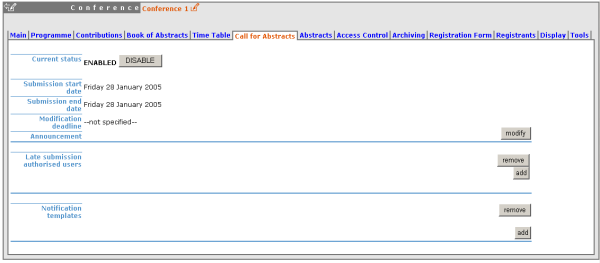 Conference Conference 1
Main Programme Contributions Book of Abstracts Time Table Call for Abstracts Abstracts Access Control Archiving Registration Form Registrants Display Tools
Current status ENABLED DISABLE
Submission start
date Friday 28 January 2005
Submission end
date Friday 28 January 2005
Modification
deadline --not specified--
Announcement modify
Late submission remove
authorised users
add
Notification remove
templates
add